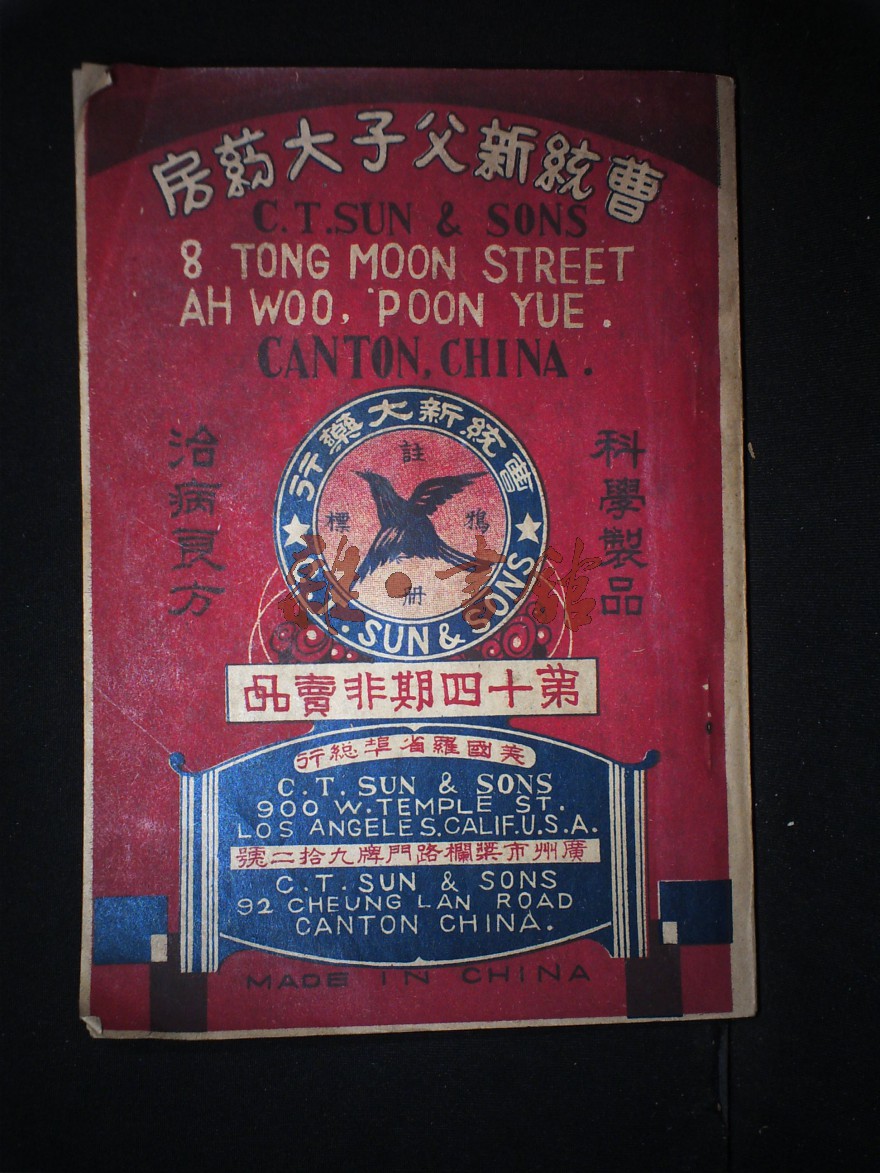 曹統新父子大葯房
C.T.SUN & SONS
8 TONG MOON STREET
AH WOO, POON YUE.
CANTON, CHINA.
曹統新大藥行
註册
鴉標
C.T. SUN & SONS
科學製品
治病良方
第十四期非賣品
美國羅省埠總行
C.T. SUN & SONS
900 W. TEMPLE ST.
LOS ANGELES, CALIF. U.S.A.
廣州市槳欄路門牌九拾二號
C.T. SUN & SONS
92 CHEUNG LAN ROAD
CANTON CHINA.
MADE IN CHINA